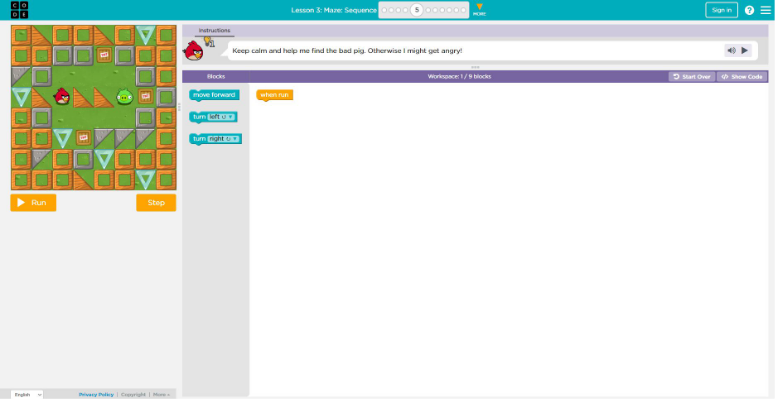 C O
D E
Lesson 3: Maze: Sequence
5
MORE
Sign in
?
Instructions
Keep calm and help me find the bad pig. Otherwise I might get angry!
Blocks
Workspace: 1 / 9 blocks
Start Over
</> Show Code
move forward
when run
turn left ↺ ▼
turn right ↻ ▼
Run
Step
English
Privacy Policy | Copyright | More